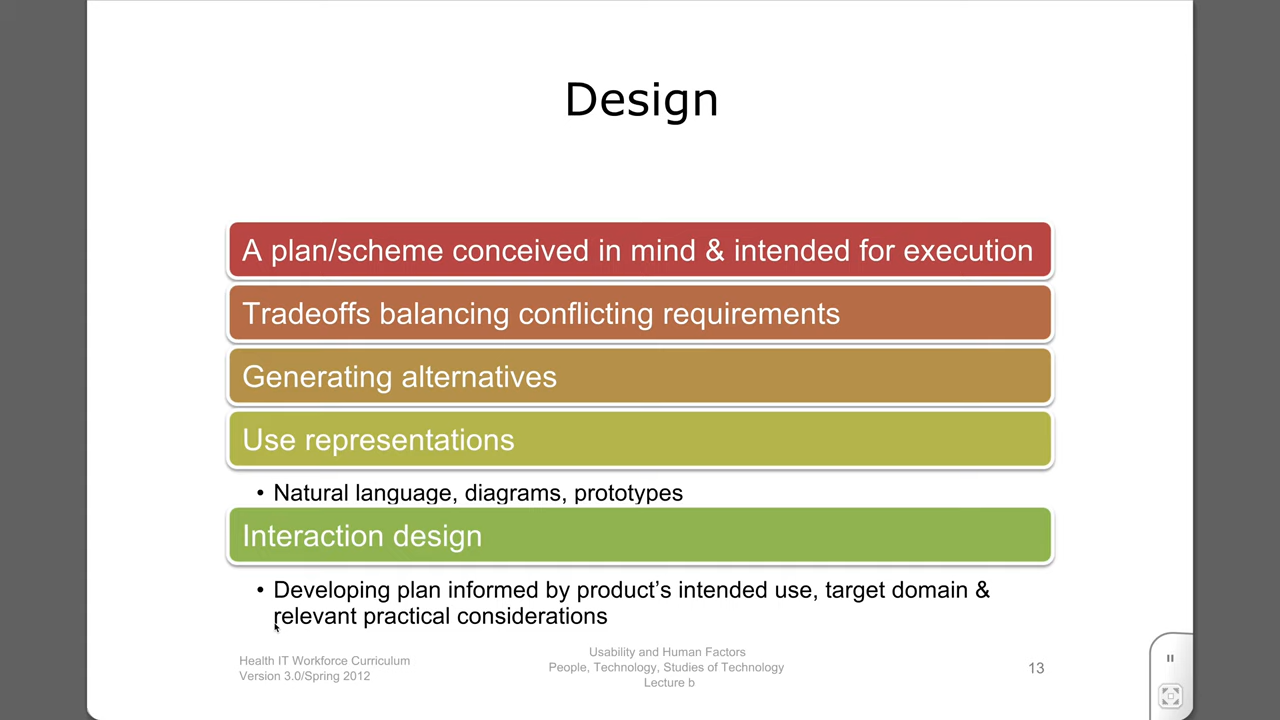 Design
A plan/scheme conceived in mind & intended for execution
Tradeoffs balancing conflicting requirements
Generating alternatives
Use representations
• Natural language, diagrams, prototypes
Interaction design
• Developing plan informed by product’s intended use, target domain &
relevant practical considerations
Health IT Workforce Curriculum
Version 3.0/Spring 2012
Usability and Human Factors
People, Technology, Studies of Technology
Lecture b
13